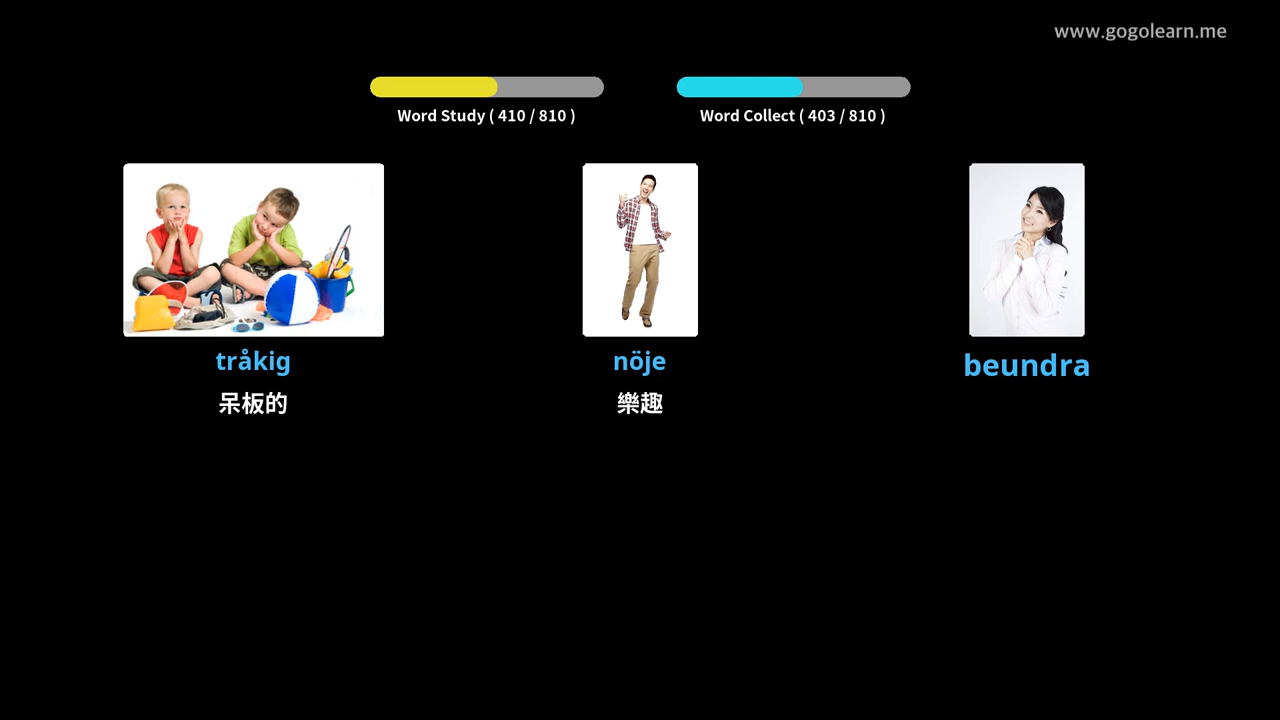 www.gogolearn.me
Word Study ( 410 / 810 )
Word Collect ( 403 / 810 )
tråkig
nöje
beundra
呆板的
樂趣